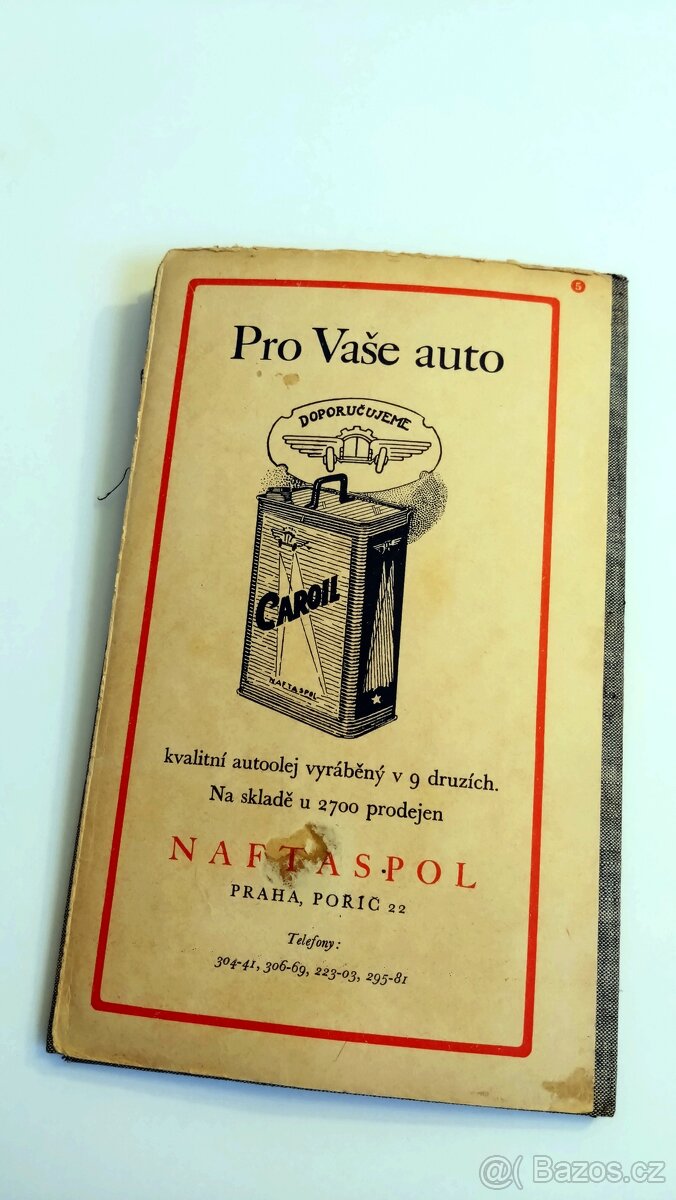 5
Pro Vaše auto
DOPORUČUJEME
CAROIL
NAFTASPOL
kvalitní autoolej vyráběný v 9 druzích.
Na skladě u 2700 prodejen
NAFTASPOL
PRAHA, POŘÍČ 22
Telefony:
304-41, 306-69, 223-03, 295-81
@( Bazos.cz